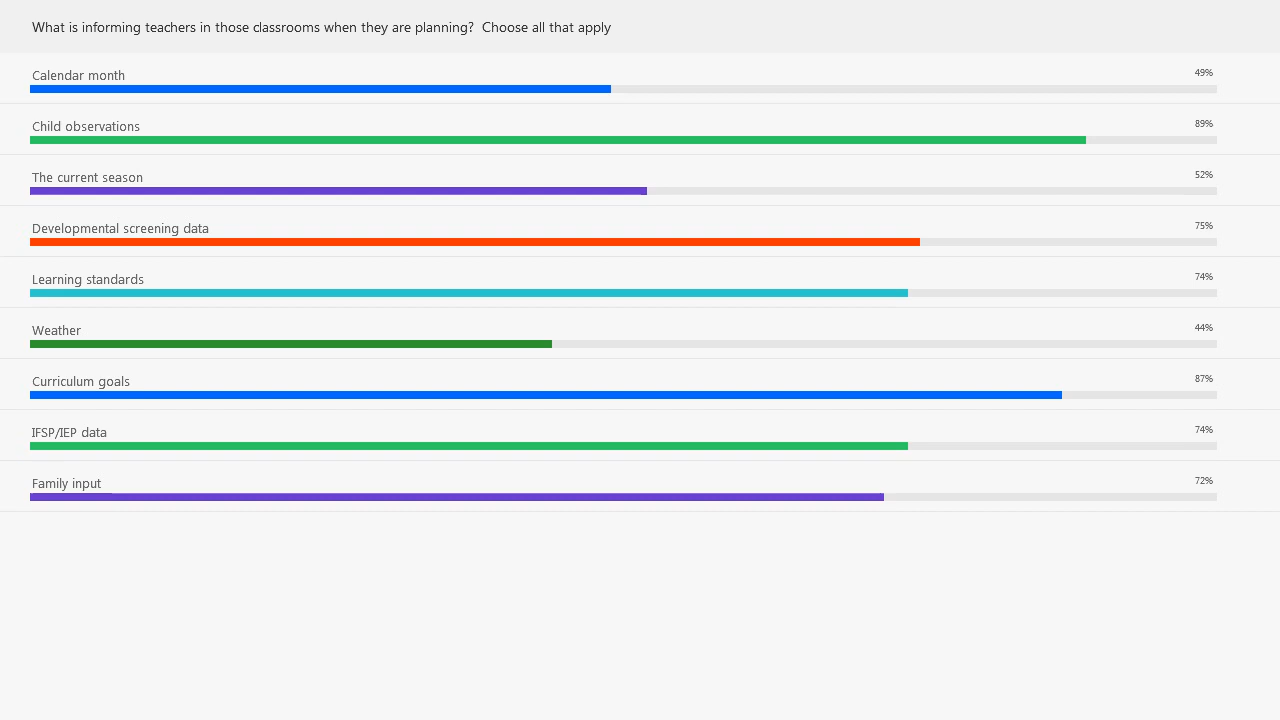 What is informing teachers in those classrooms when they are planning?  Choose all that apply
Calendar month
49%
Child observations
89%
The current season
52%
Developmental screening data
75%
Learning standards
74%
Weather
44%
Curriculum goals
87%
IFSP/IEP data
74%
Family input
72%